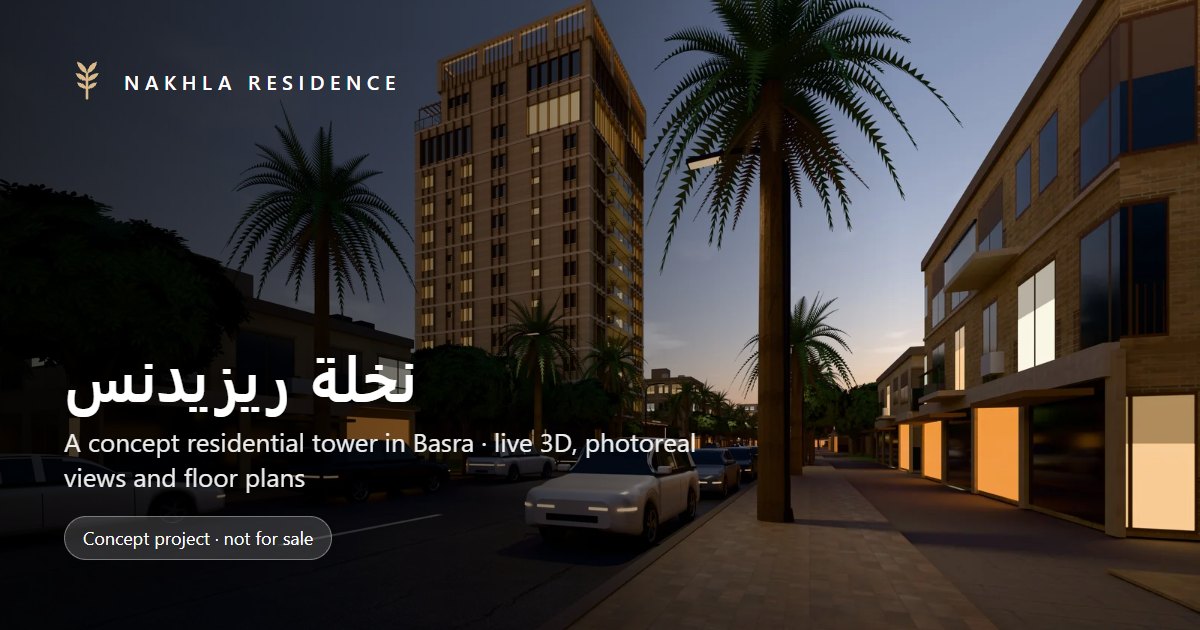 NAKHLA RESIDENCE
نخلة ريزيدنس
A concept residential tower in Basra · live 3D, photoreal
views and floor plans
Concept project · not for sale